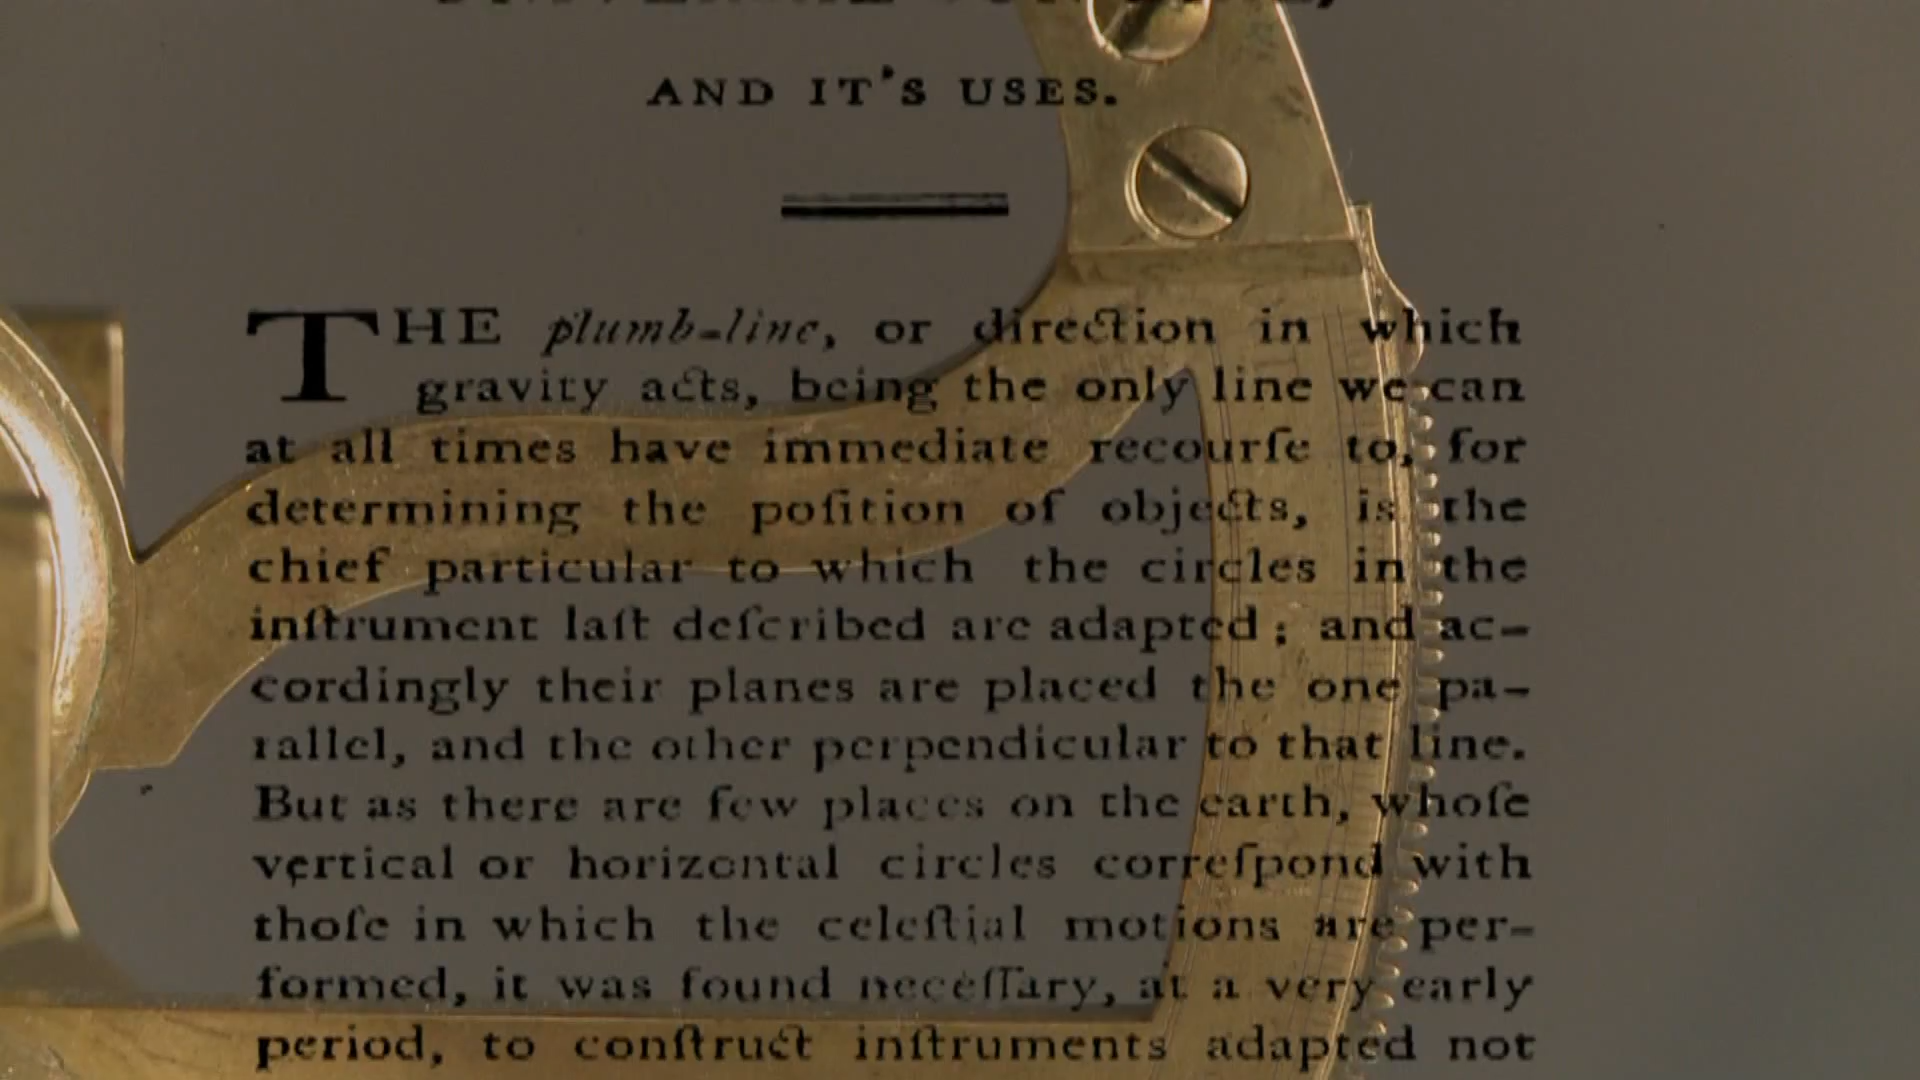 AND IT'S USES.
THE plumb-line, or direction in which
gravity acts, being the only line we can
at all times have immediate recourſe to, for
determining the poſition of objects, is the
chief particular to which the circles in the
inſtrument laſt deſcribed are adapted; and ac-
cordingly their planes are placed the one pa-
rallel, and the other perpendicular to that line.
But as there are few places on the earth, whoſe
vertical or horizontal circles correſpond with
thoſe in which the celeſtial motions are per-
formed, it was found neceſſary, at a very early
period, to conſtruct inſtruments adapted not